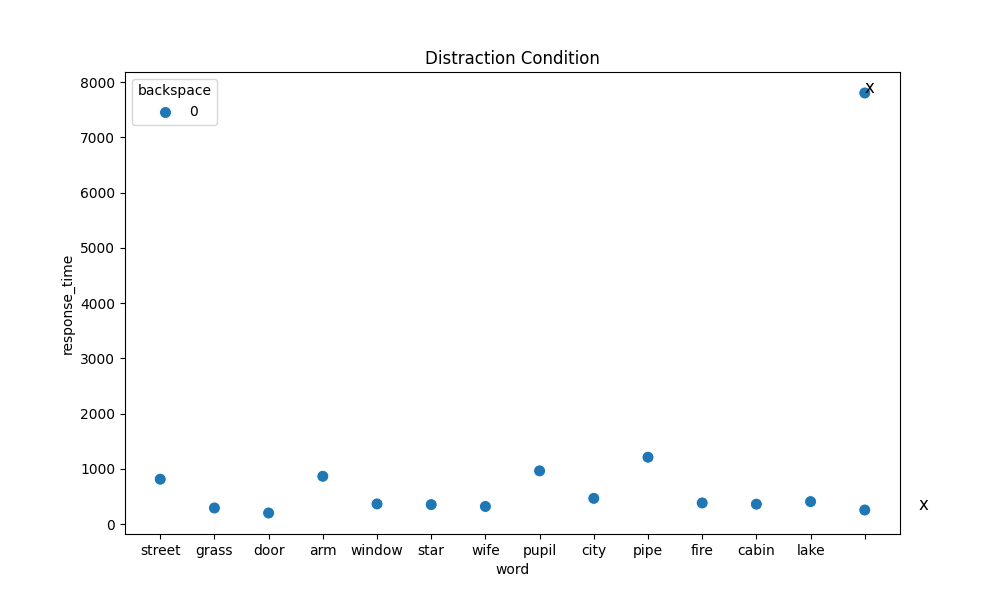 Distraction Condition
8000
7000
6000
5000
4000
3000
2000
1000
0
response_time
backspace
0
x
x
street grass door arm window star wife pupil city pipe fire cabin lake
word